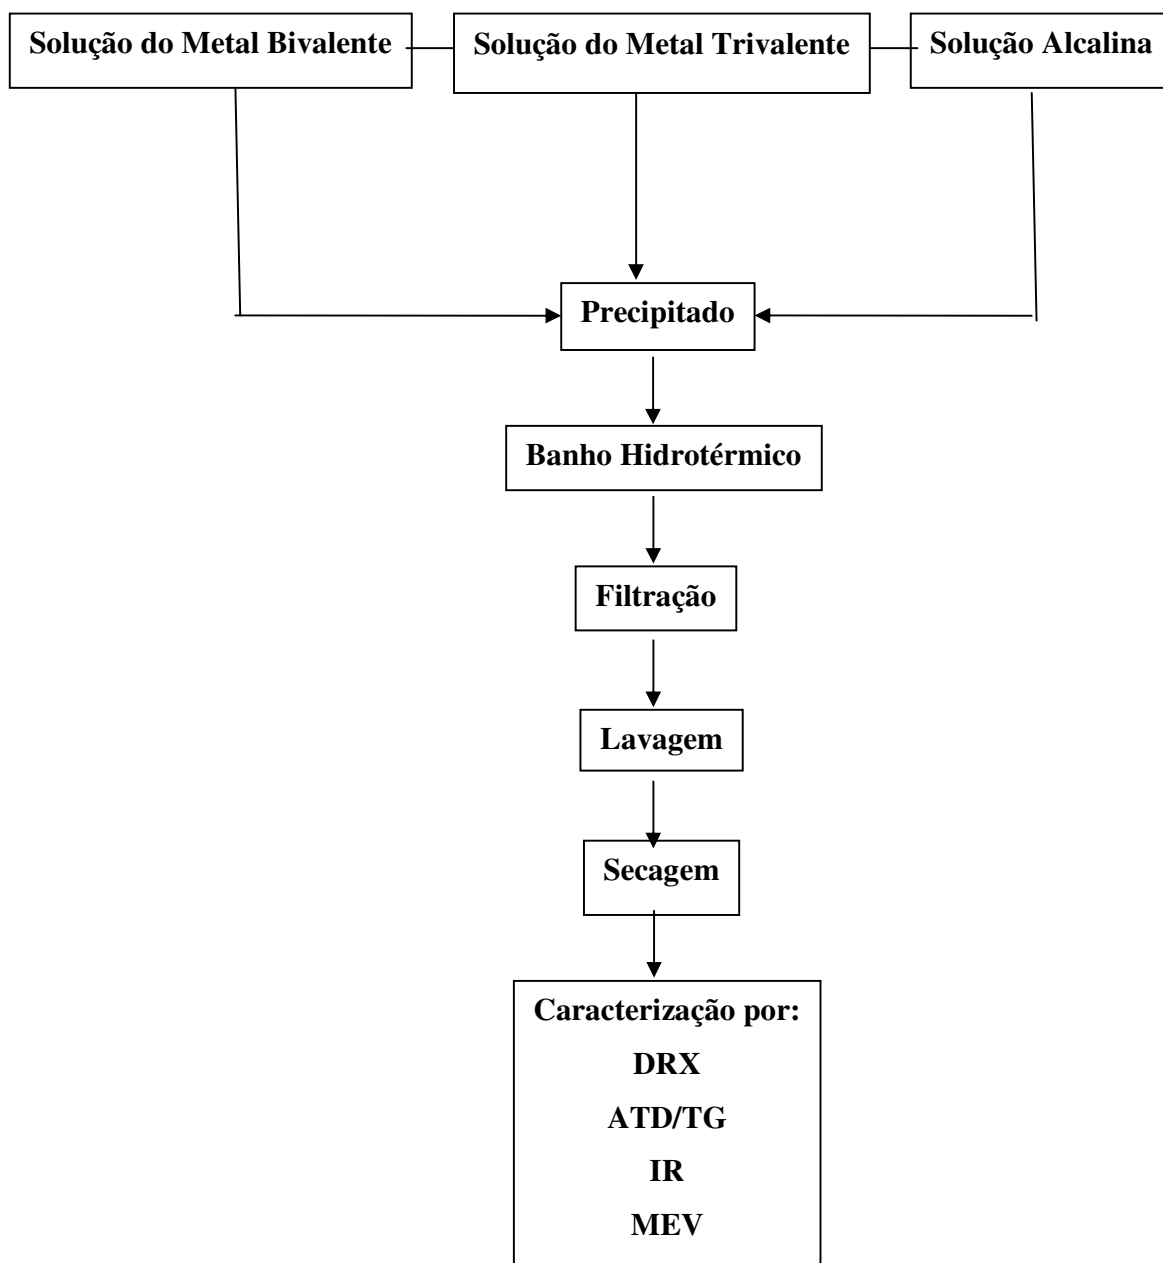 Solução do Metal Bivalente
Solução do Metal Trivalente
Solução Alcalina
Precipitado
Banho Hidrotérmico
Filtração
Lavagem
Secagem
Caracterização por:
DRX
ATD/TG
IR
MEV